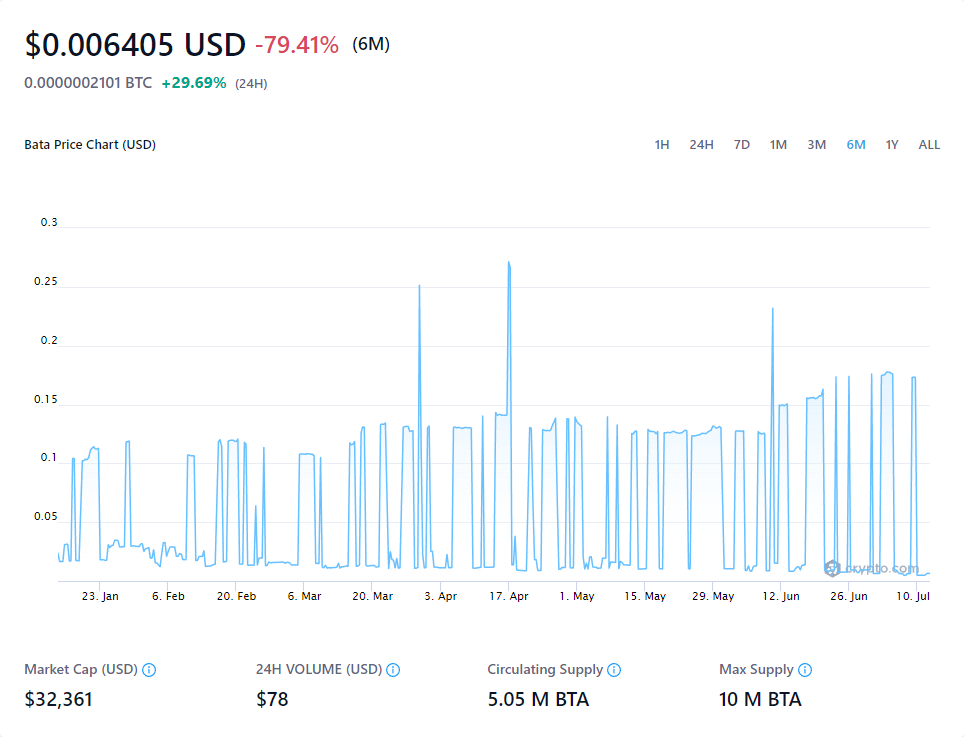 $0.006405 USD -79.41% (6M)
0.0000002101 BTC +29.69% (24H)
Bata Price Chart (USD) 1H 24H 7D 1M 3M 6M 1Y ALL
0.3
0.25
0.2
0.15
0.1
0.05
crypto.com
23. Jan 6. Feb 20. Feb 6. Mar 20. Mar 3. Apr 17. Apr 1. May 15. May 29. May 12. Jun 26. Jun 10. Jul
Market Cap (USD) 24H VOLUME (USD) Circulating Supply Max Supply
$32,361 $78 5.05 M BTA 10 M BTA